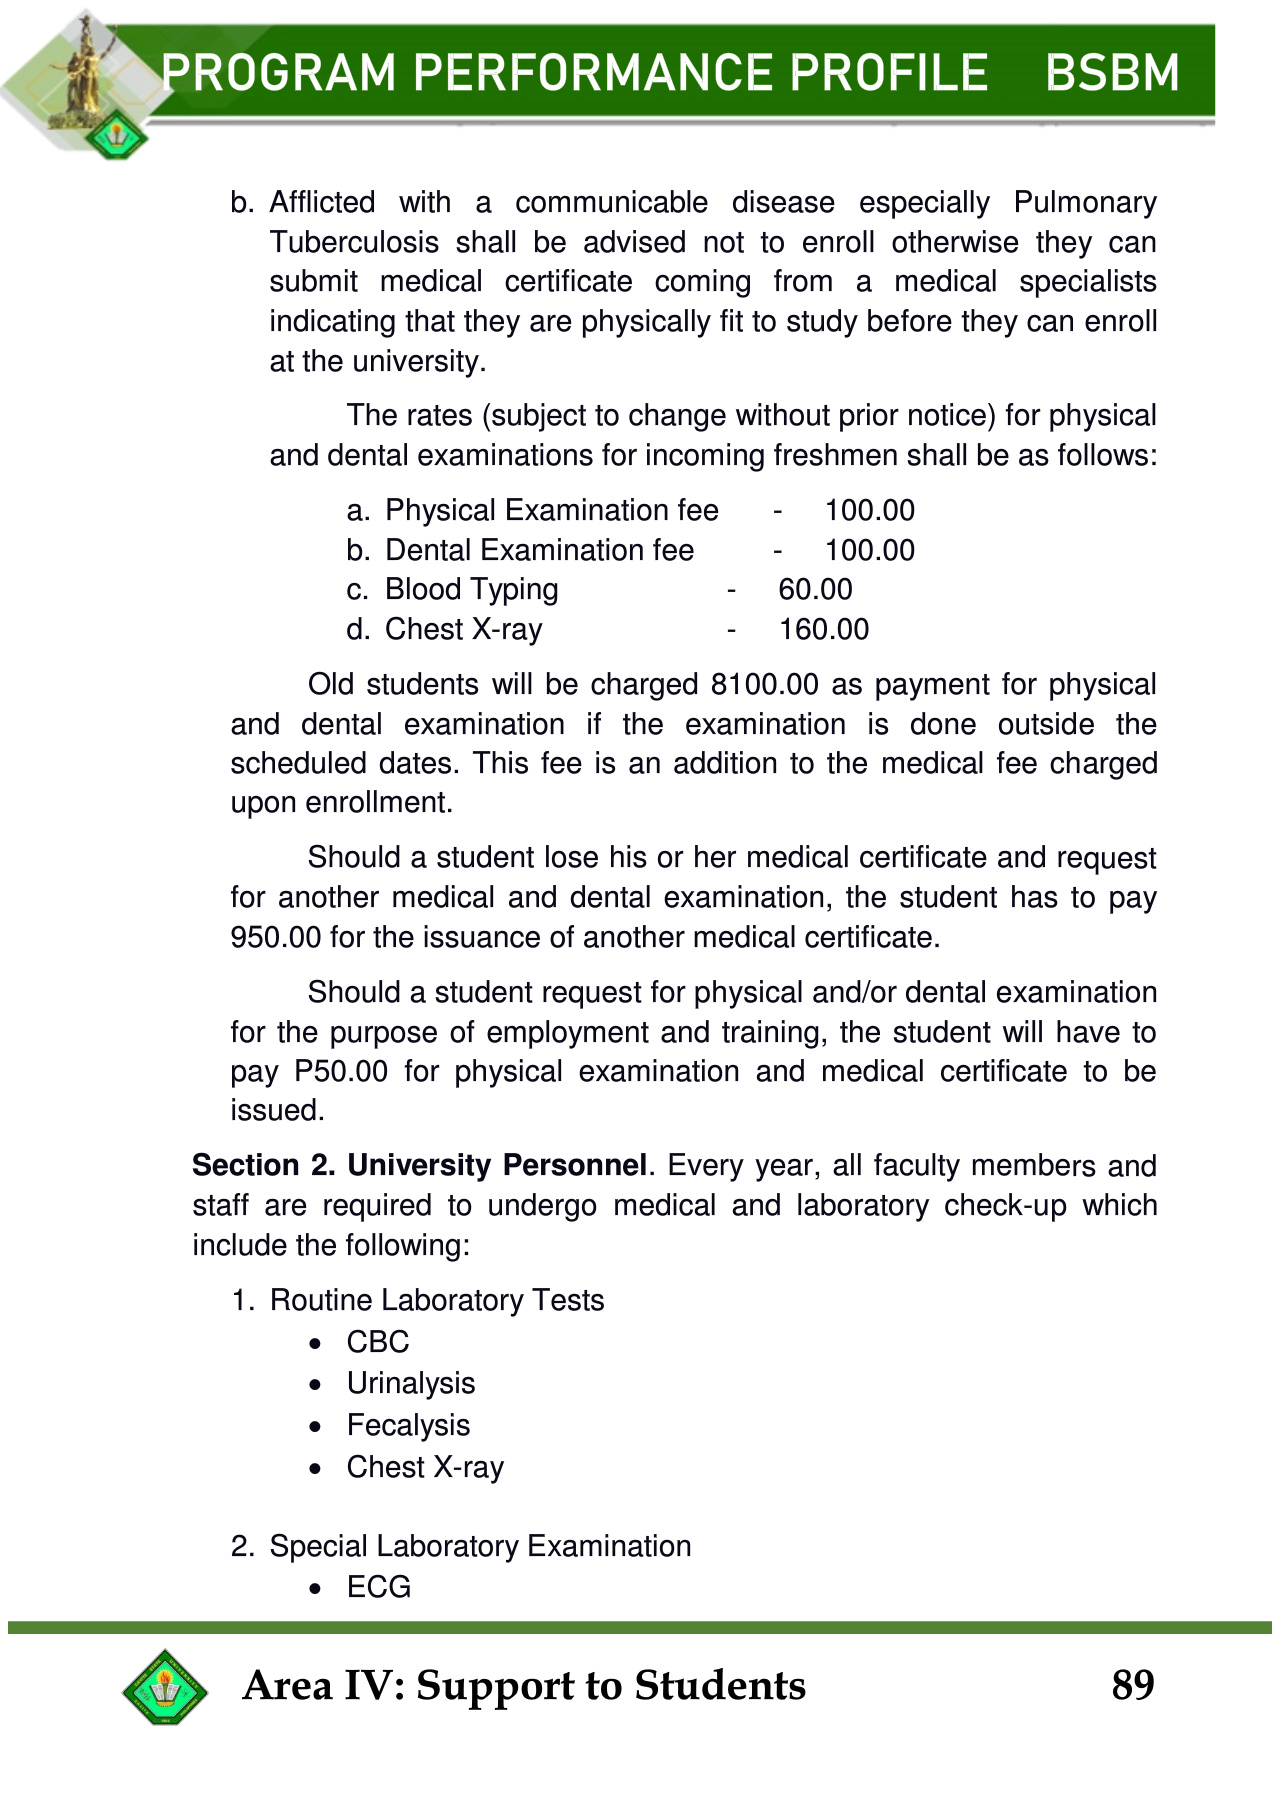 PROGRAM PERFORMANCE PROFILE BSBM
b. Afflicted with a communicable disease especially Pulmonary
Tuberculosis shall be advised not to enroll otherwise they can
submit medical certificate coming from a medical specialists
indicating that they are physically fit to study before they can enroll
at the university.
The rates (subject to change without prior notice) for physical
and dental examinations for incoming freshmen shall be as follows:
a. Physical Examination fee - 100.00
b. Dental Examination fee - 100.00
c. Blood Typing - 60.00
d. Chest X-ray - 160.00
Old students will be charged 8100.00 as payment for physical
and dental examination if the examination is done outside the
scheduled dates. This fee is an addition to the medical fee charged
upon enrollment.
Should a student lose his or her medical certificate and request
for another medical and dental examination, the student has to pay
950.00 for the issuance of another medical certificate.
Should a student request for physical and/or dental examination
for the purpose of employment and training, the student will have to
pay P50.00 for physical examination and medical certificate to be
issued.
Section 2. University Personnel. Every year, all faculty members and
staff are required to undergo medical and laboratory check-up which
include the following:
1. Routine Laboratory Tests
• CBC
• Urinalysis
• Fecalysis
• Chest X-ray
2. Special Laboratory Examination
• ECG
Area IV: Support to Students 89